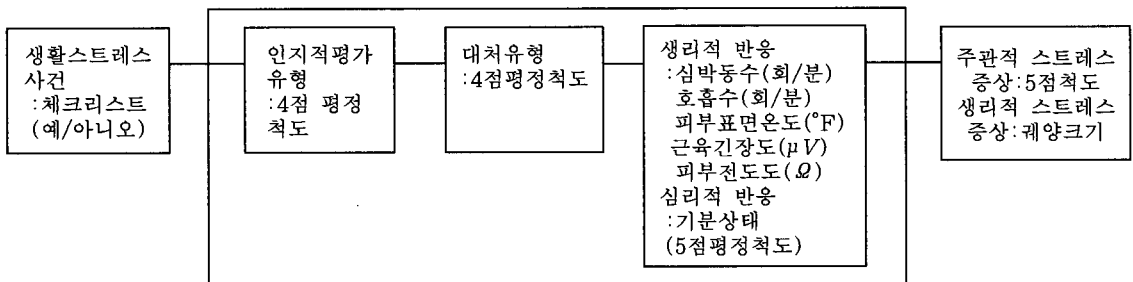 생활스트레스
사건
:체크리스트
(예/아니오)
인지적평가
유형
:4점 평정
척도
대처유형
:4점평정척도
생리적 반응
:심박동수(회/분)
호흡수(회/분)
피부표면온도(°F)
근육긴장도(μV)
피부전도도(Ω)
심리적 반응
:기분상태
(5점평정척도)
주관적 스트레스
증상:5점척도
생리적 스트레스
증상:궤양크기